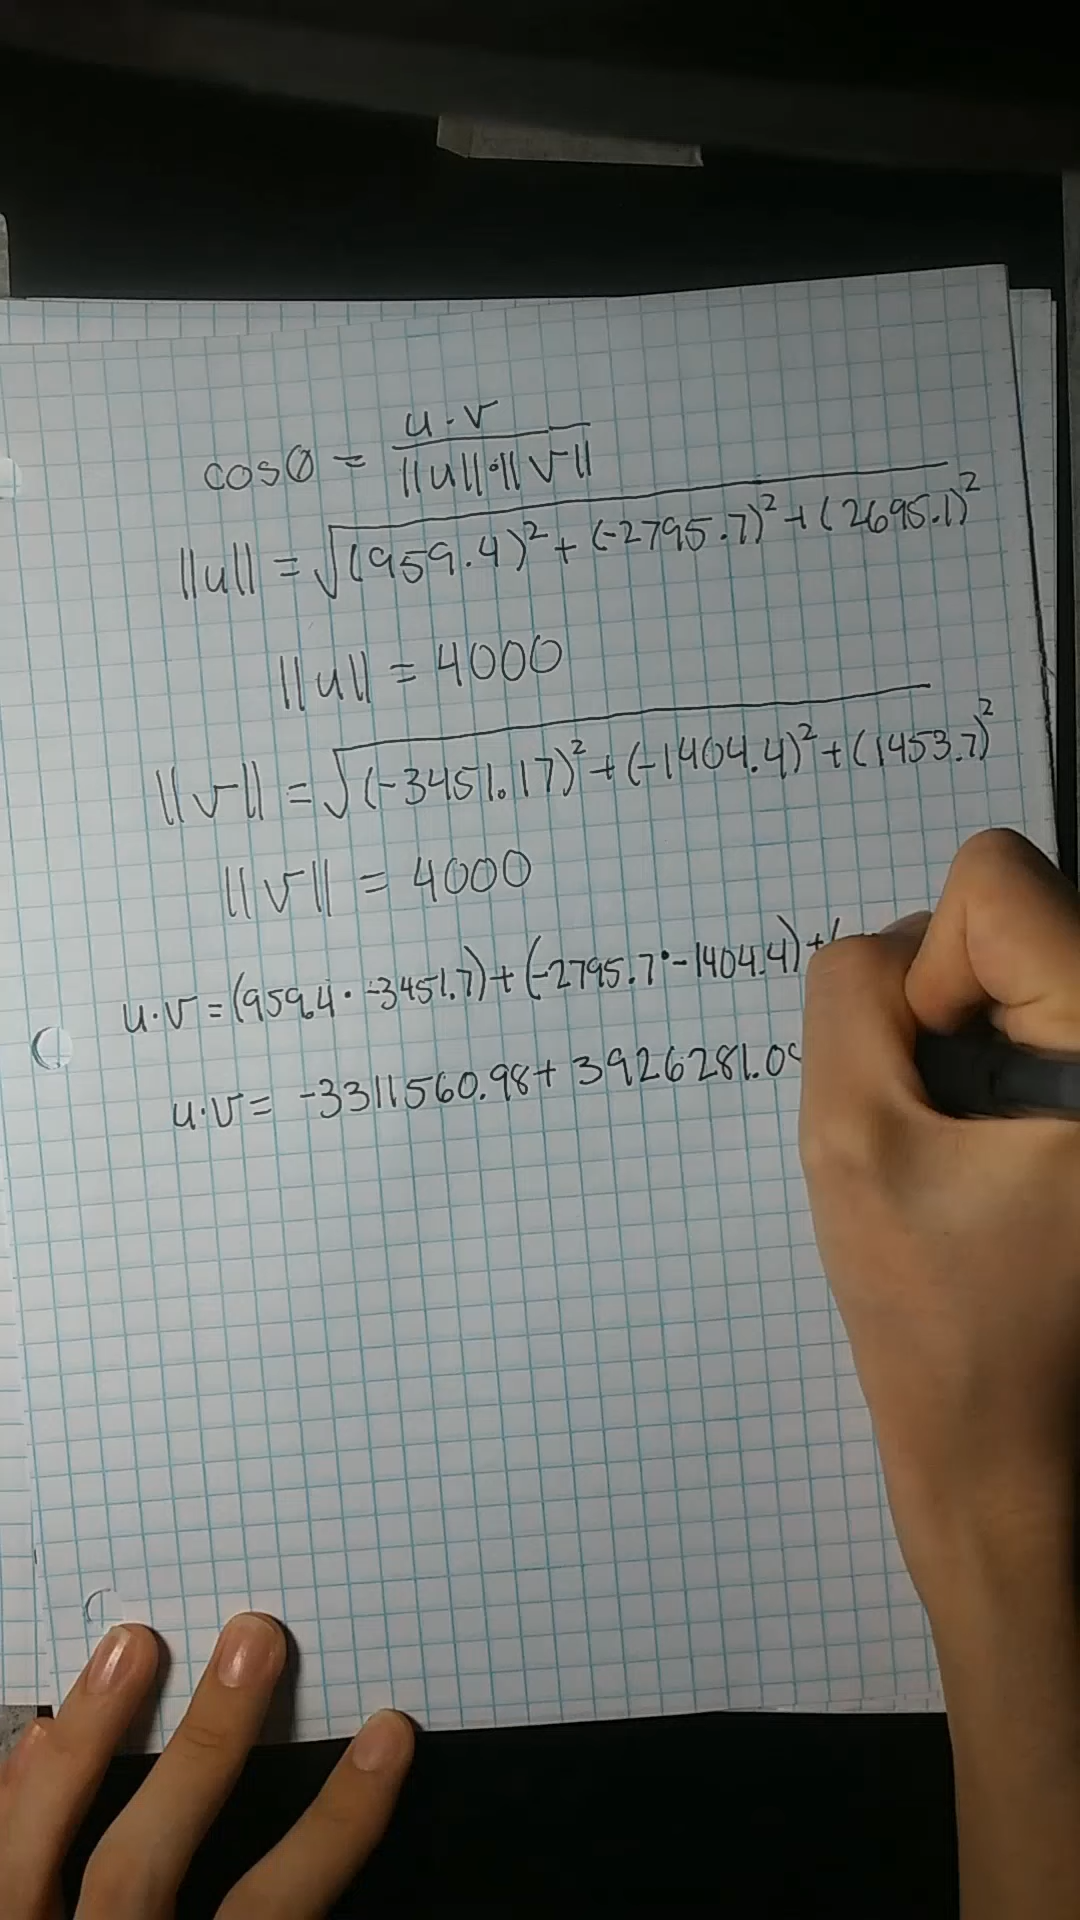 cosθ = u·v / ||u||·||v||
||u|| = √(959.4)² + (-2795.7)² + (2695.1)²
||u|| = 4000
||v|| = √(-3451.17)² + (-1404.4)² + (1453.7)²
||v|| = 4000
u·v = (959.4 · -3451.7) + (-2795.7 · -1404.4) + (
u·v = -3311560.98 + 3926281.0